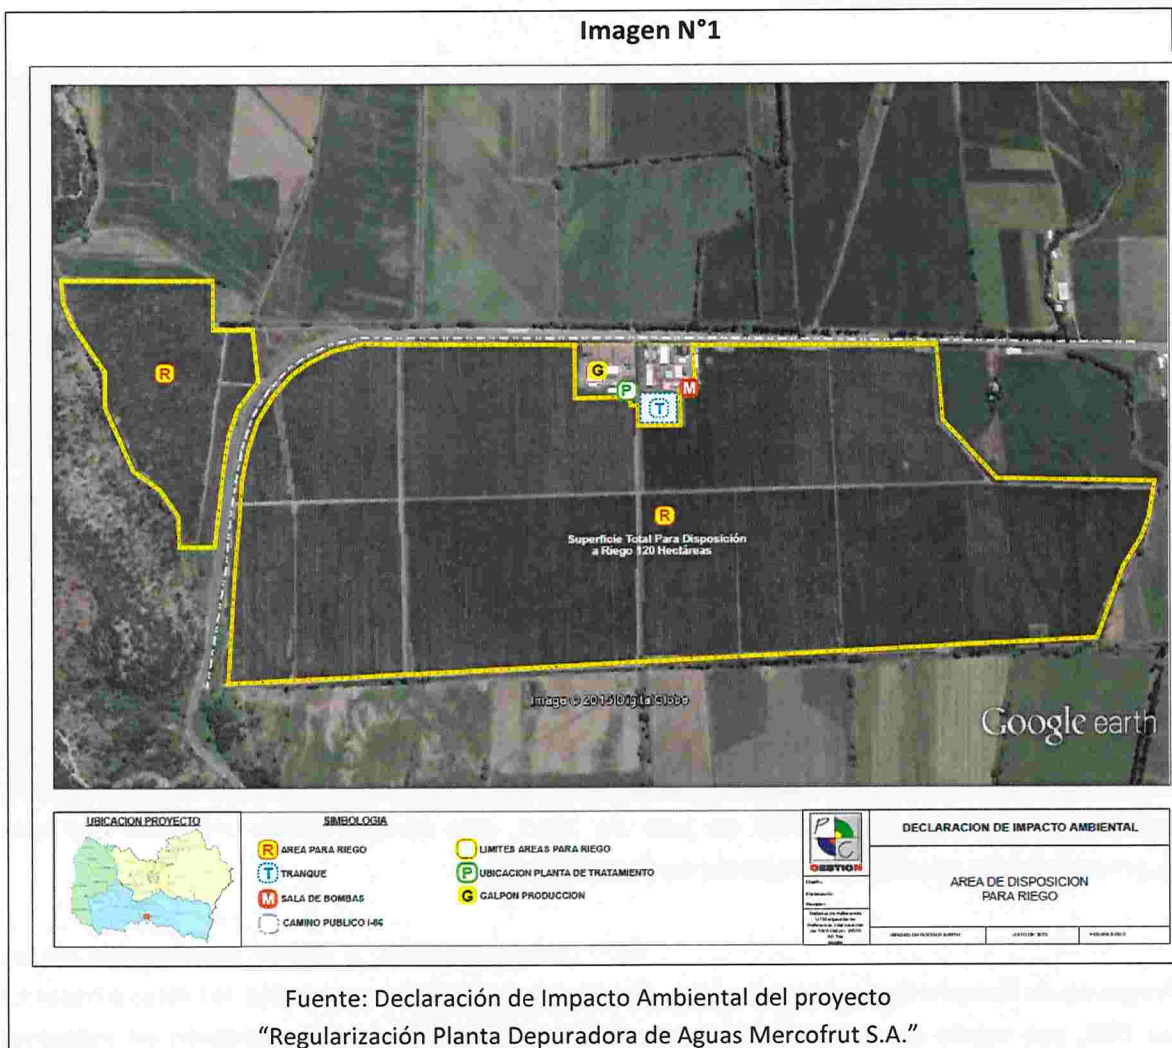 Imagen N°1
R
G
P
M
T
R
Superficie Total Para Disposición
a Riego 120 Hectáreas
Image © 2015 DigitalGlobe
Google earth
UBICACION PROYECTO
SIMBOLOGIA
R AREA PARA RIEGO
T TRANQUE
M SALA DE BOMBAS
CAMINO PUBLICO I-86
LIMITES AREAS PARA RIEGO
P UBICACION PLANTA DE TRATAMIENTO
G GALPON PRODUCCION
P C
GESTION
DECLARACION DE IMPACTO AMBIENTAL
AREA DE DISPOSICION
PARA RIEGO
Fuente: Declaración de Impacto Ambiental del proyecto
“Regularización Planta Depuradora de Aguas Mercofrut S.A.”